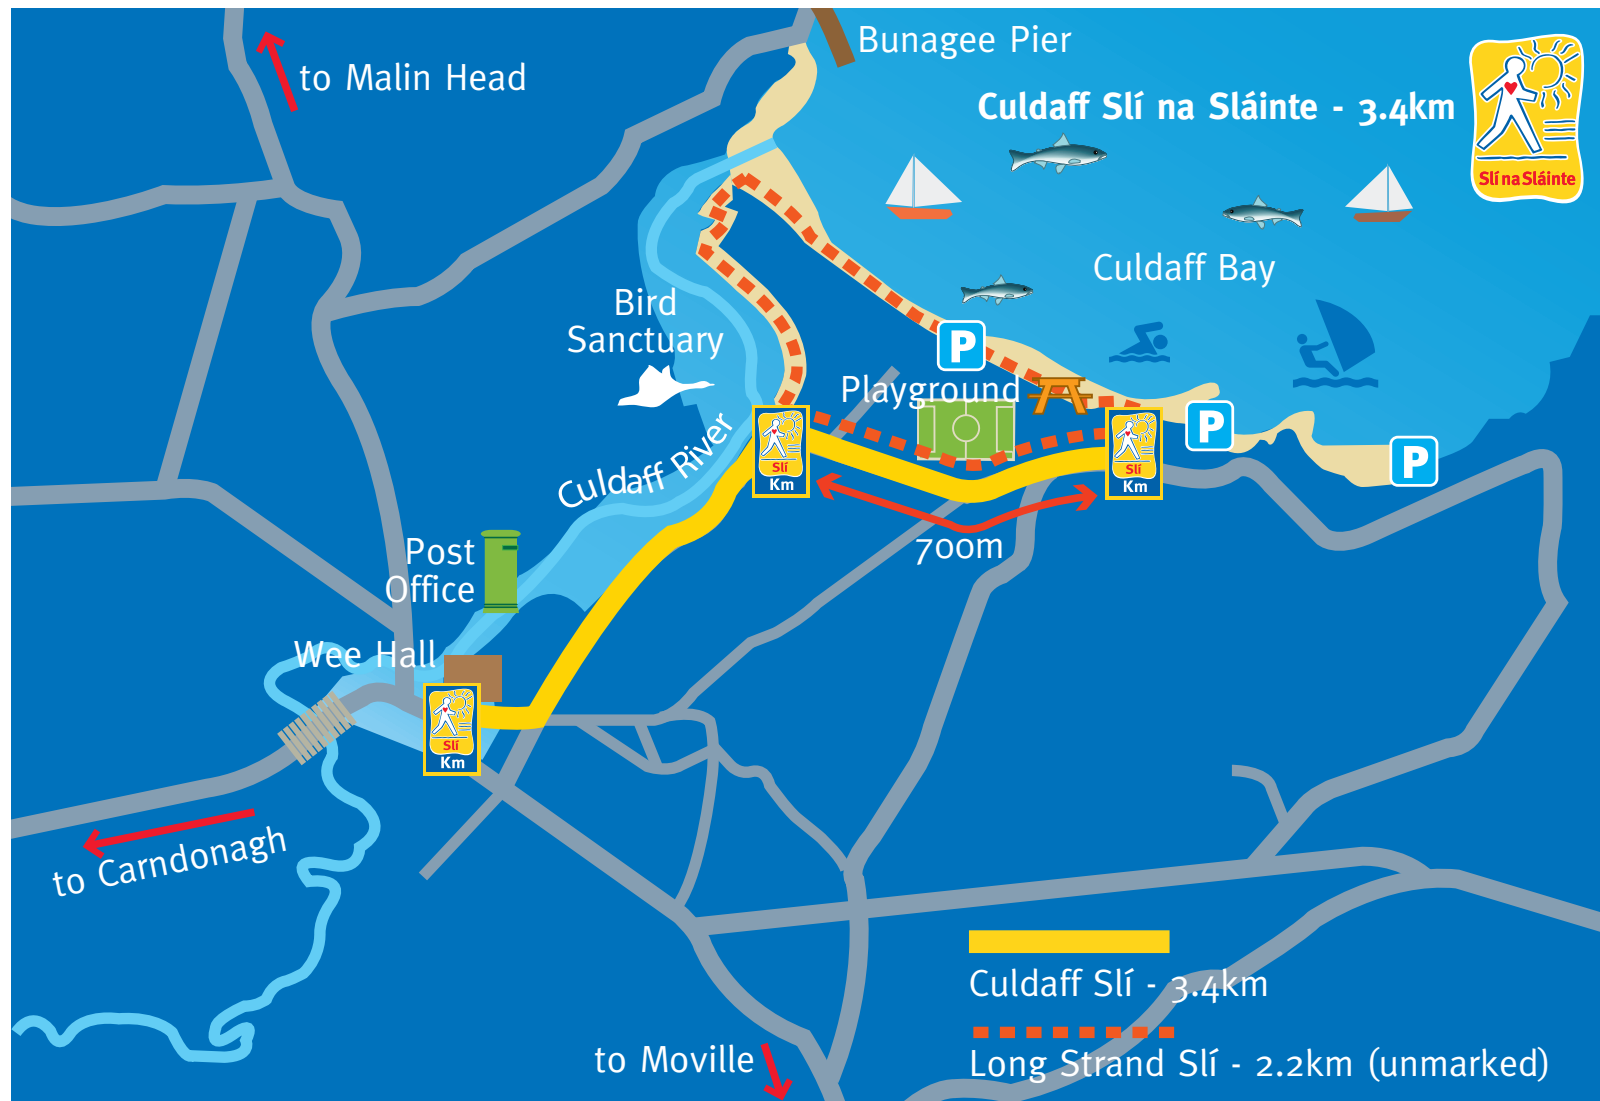 Bunagee Pier
to Malin Head
Culdaff Slí na Sláinte - 3.4km
Slí na Sláinte
Culdaff Bay
Bird
Sanctuary
P
Playground
Culdaff River
Slí
Km
Slí
Km
P
P
700m
Post
Office
Wee Hall
Slí
Km
to Carndonagh
Culdaff Slí - 3.4km
to Moville
Long Strand Slí - 2.2km (unmarked)